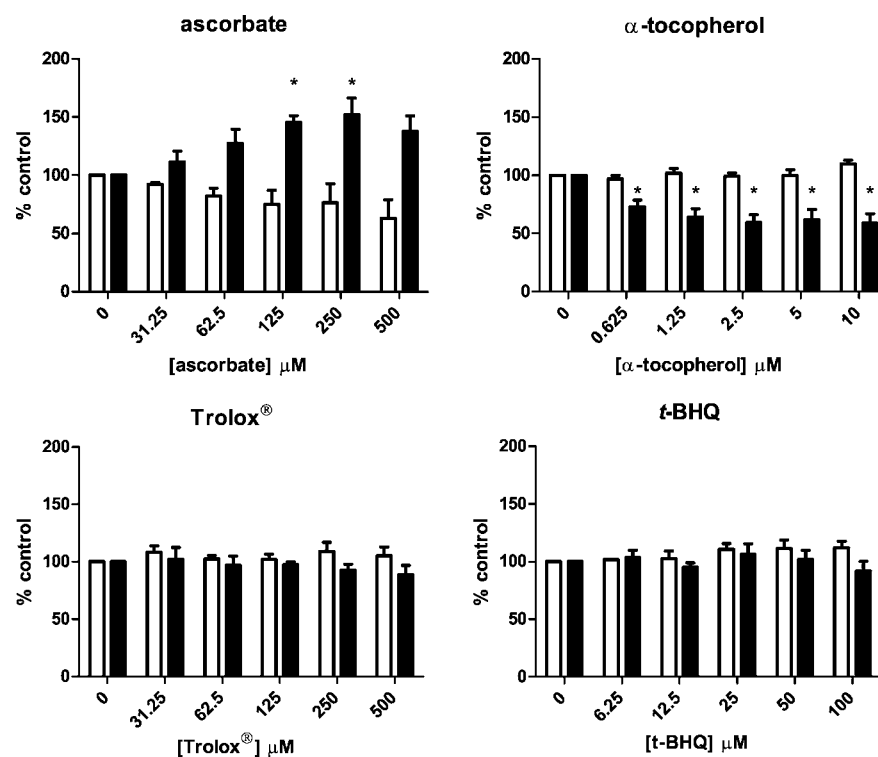 ascorbate
200
150
100
50
0
% control
* *
0 31.25 62.5 125 250 500
[ascorbate] μM
α-tocopherol
200
150
100
50
0
% control
* * * * *
0 0.625 1.25 2.5 5 10
[α-tocopherol] μM
Trolox®
200
150
100
50
0
% control
0 31.25 62.5 125 250 500
[Trolox®] μM
t-BHQ
200
150
100
50
0
% control
0 6.25 12.5 25 50 100
[t-BHQ] μM